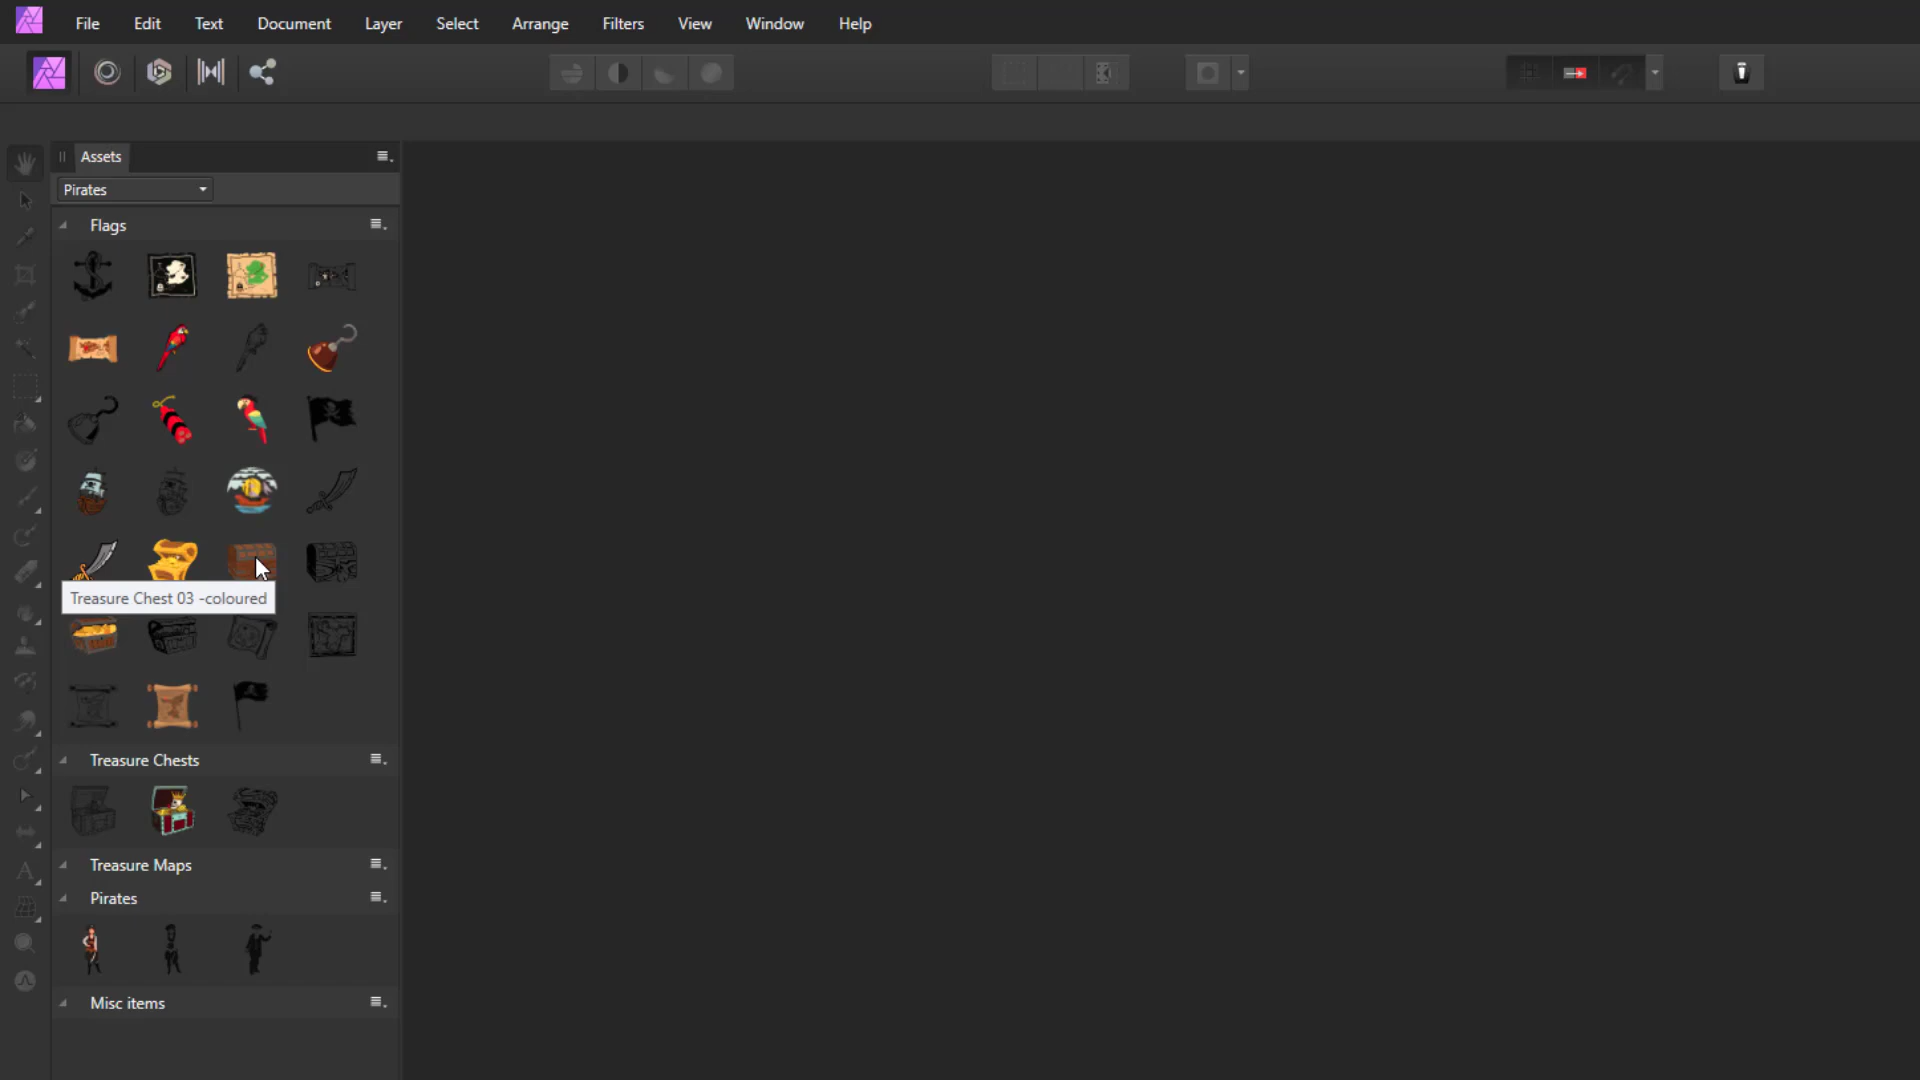 File Edit Text Document Layer Select Arrange Filters View Window Help
Assets
Pirates
Flags
Treasure Chest 03 -coloured
Treasure Chests
Treasure Maps
Pirates
Misc items